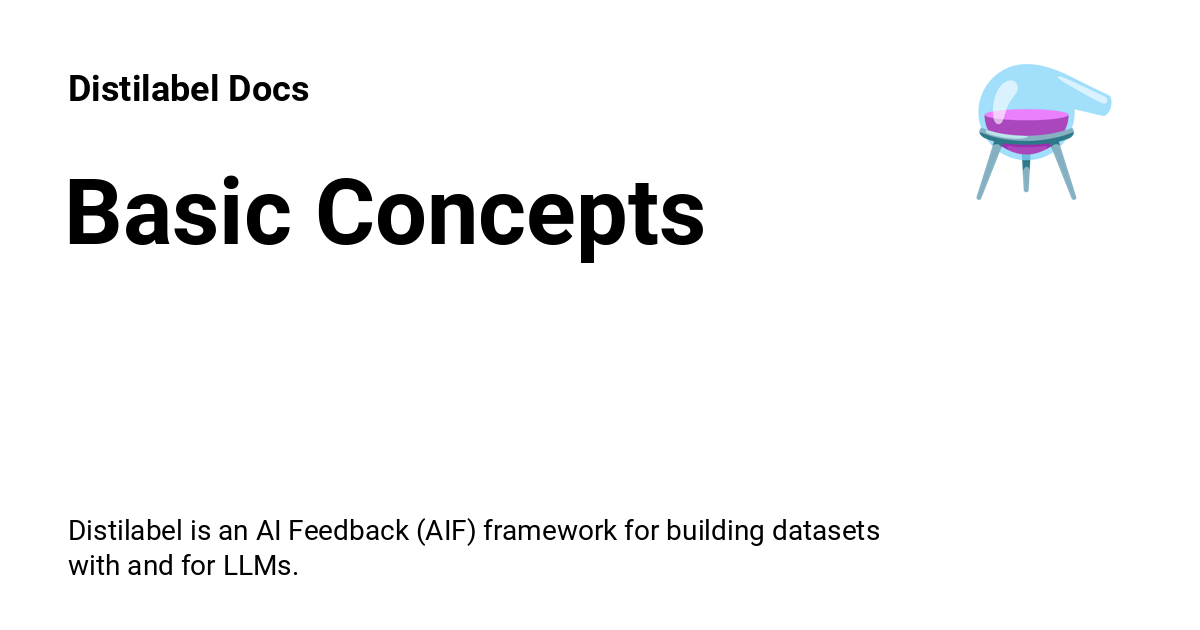 Distilabel Docs
Basic Concepts
Distilabel is an AI Feedback (AIF) framework for building datasets
with and for LLMs.